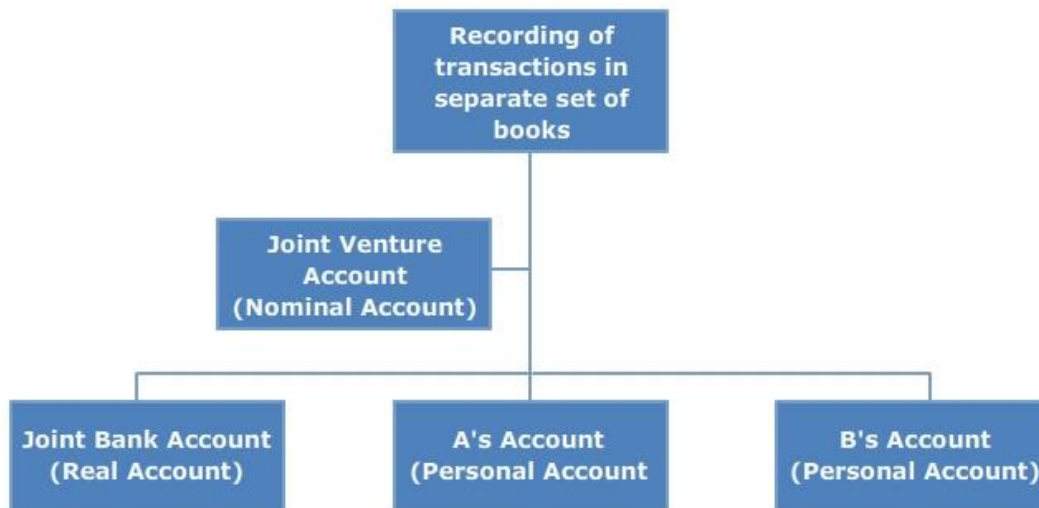 Recording of
transactions in
separate set of
books
Joint Venture
Account
(Nominal Account)
Joint Bank Account
(Real Account)
A's Account
(Personal Account
B's Account
(Personal Account)